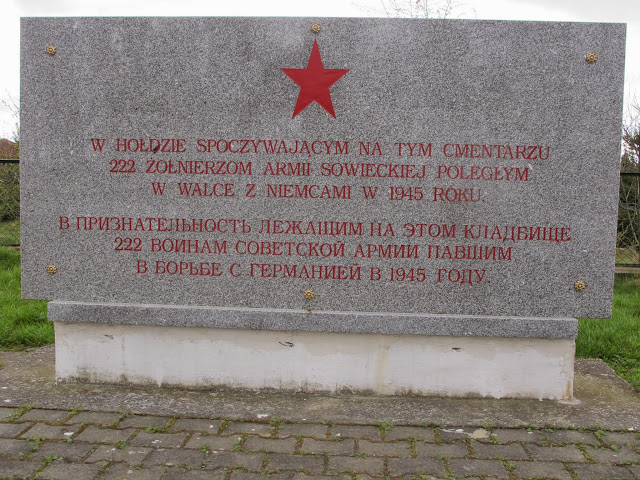 W HOŁDZIE SPOCZYWAJĄCYM NA TYM CMENTARZU
222 ŻOŁNIERZOM ARMII SOWIECKIEJ POLEGŁYM
W WALCE Z NIEMCAMI W 1945 ROKU.
В ПРИЗНАТЕЛЬНОСТЬ ЛЕЖАЩИМ НА ЭТОМ КЛАДБИЩЕ
222 ВОИНАМ СОВЕТСКОЙ АРМИИ ПАВШИМ
В БОРЬБЕ С ГЕРМАНИЕЙ В 1945 ГОДУ.